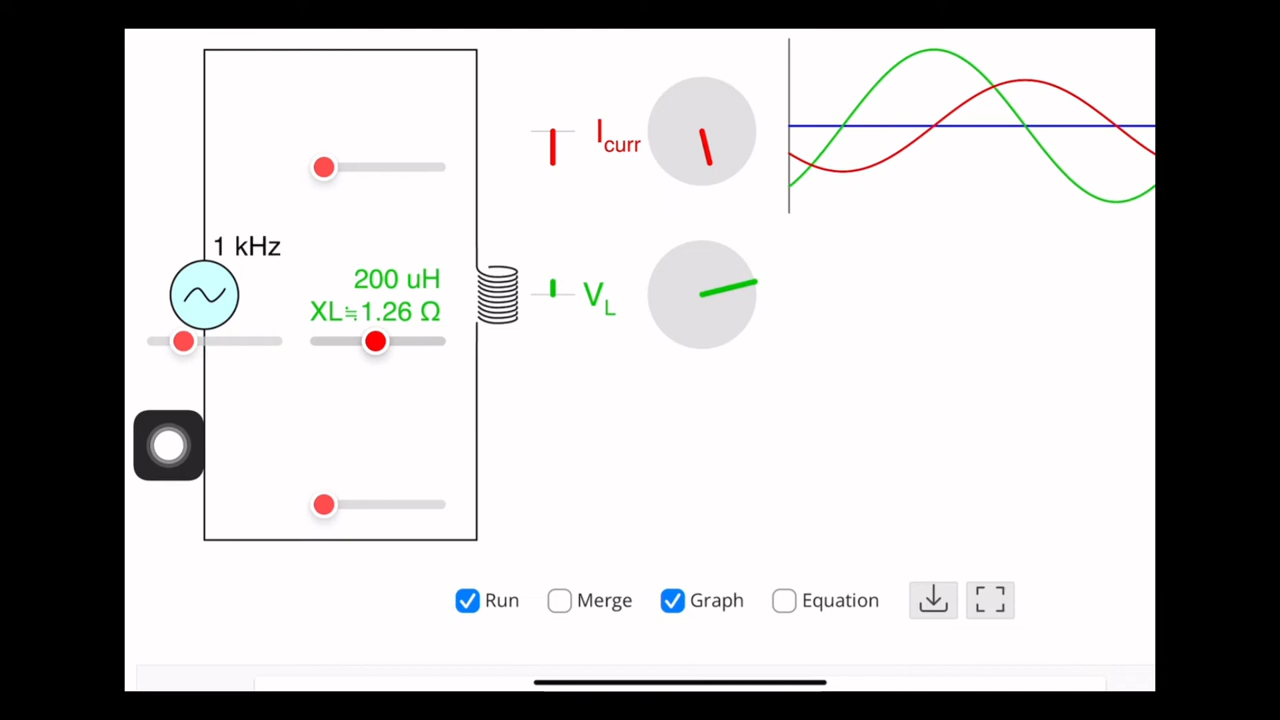 1 kHz
200 uH
XL≒1.26 Ω
Icurr
VL
Run
Merge
Graph
Equation